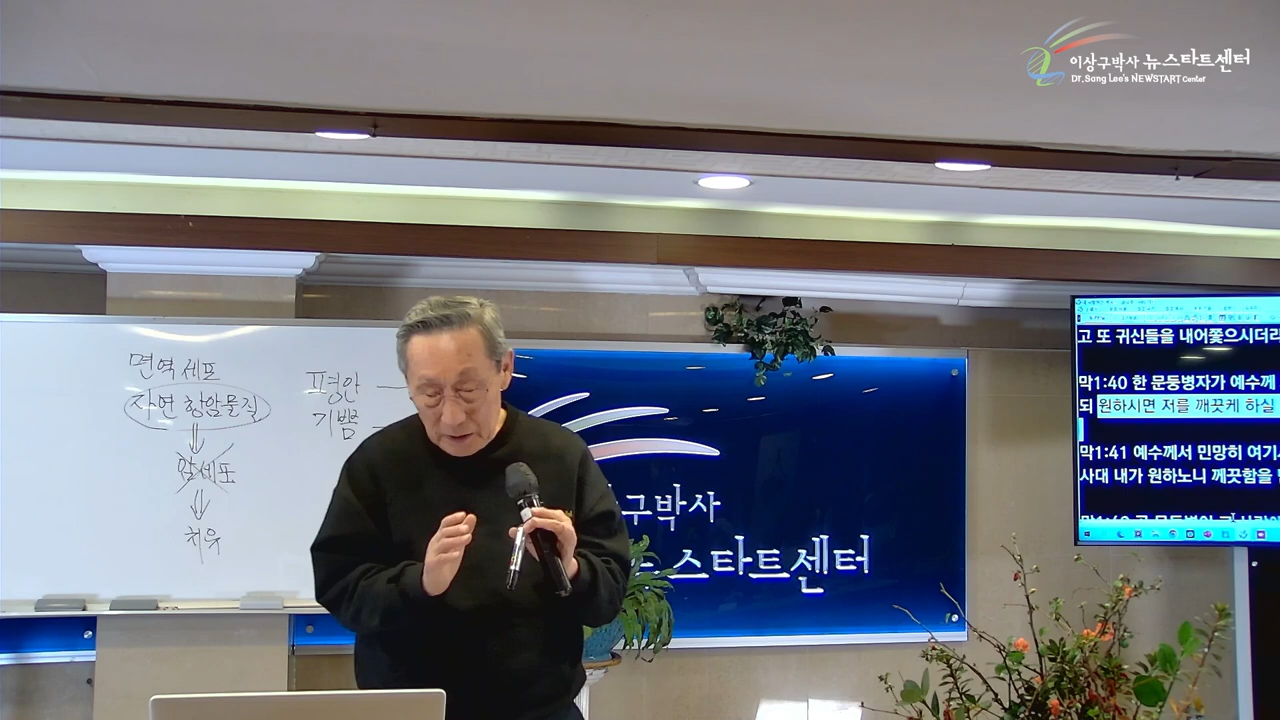 이상구박사 뉴스타트센터
Dr. Sang Lee's NEWSTART Center
면역세포
자연항암물질
암세포
치유
평안
기쁨
구박사
뉴스타트센터
고 또 귀신들을 내어쫓으시더라
막1:40 한 문둥병자가 예수께
되 원하시면 저를 깨끗케 하실
막1:41 예수께서 민망히 여기사
사대 내가 원하노니 깨끗함을